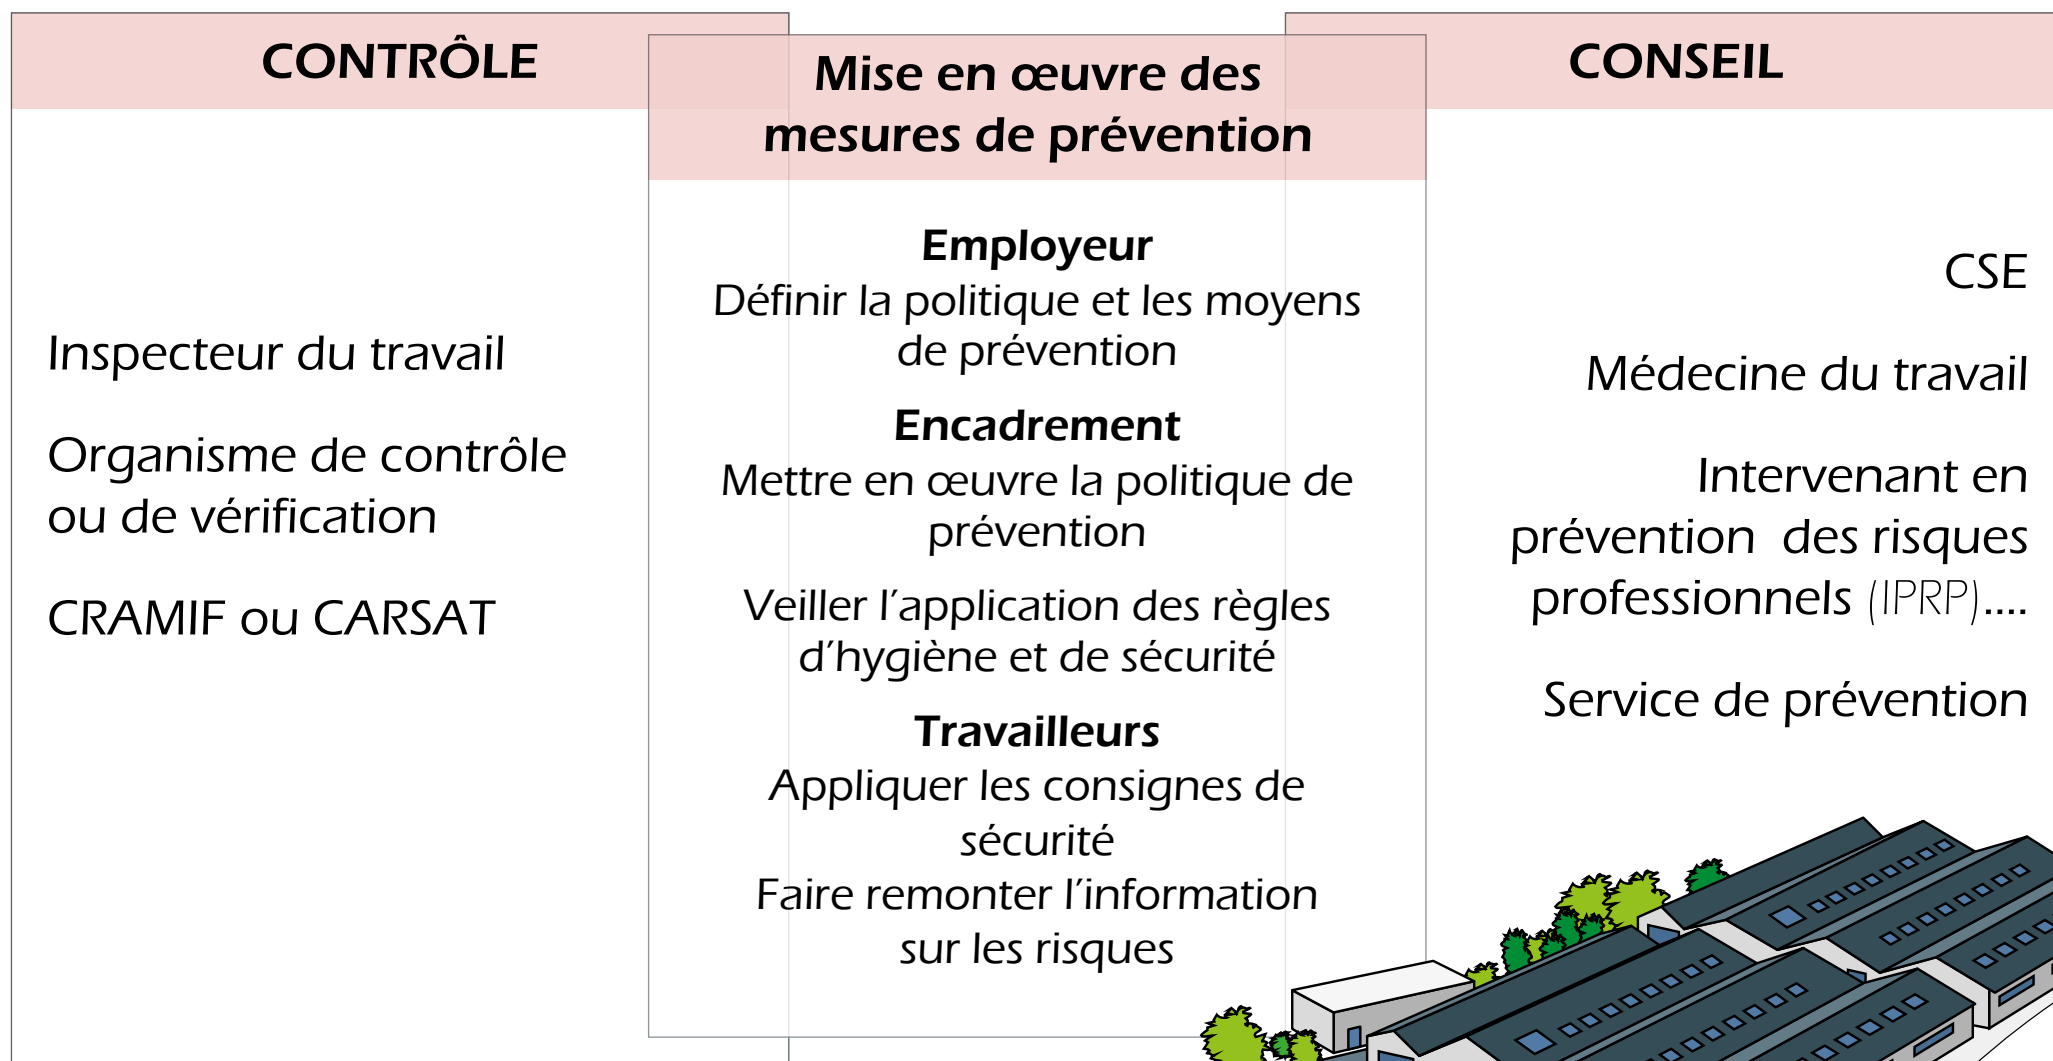 CONTRÔLE
Inspecteur du travail
Organisme de contrôle
ou de vérification
CRAMIF ou CARSAT
Mise en œuvre des
mesures de prévention
Employeur
Définir la politique et les moyens
de prévention
Encadrement
Mettre en œuvre la politique de
prévention
Veiller l’application des règles
d’hygiène et de sécurité
Travailleurs
Appliquer les consignes de
sécurité
Faire remonter l’information
sur les risques
CONSEIL
CSE
Médecine du travail
Intervenant en
prévention  des risques
professionnels (IPRP)....
Service de prévention